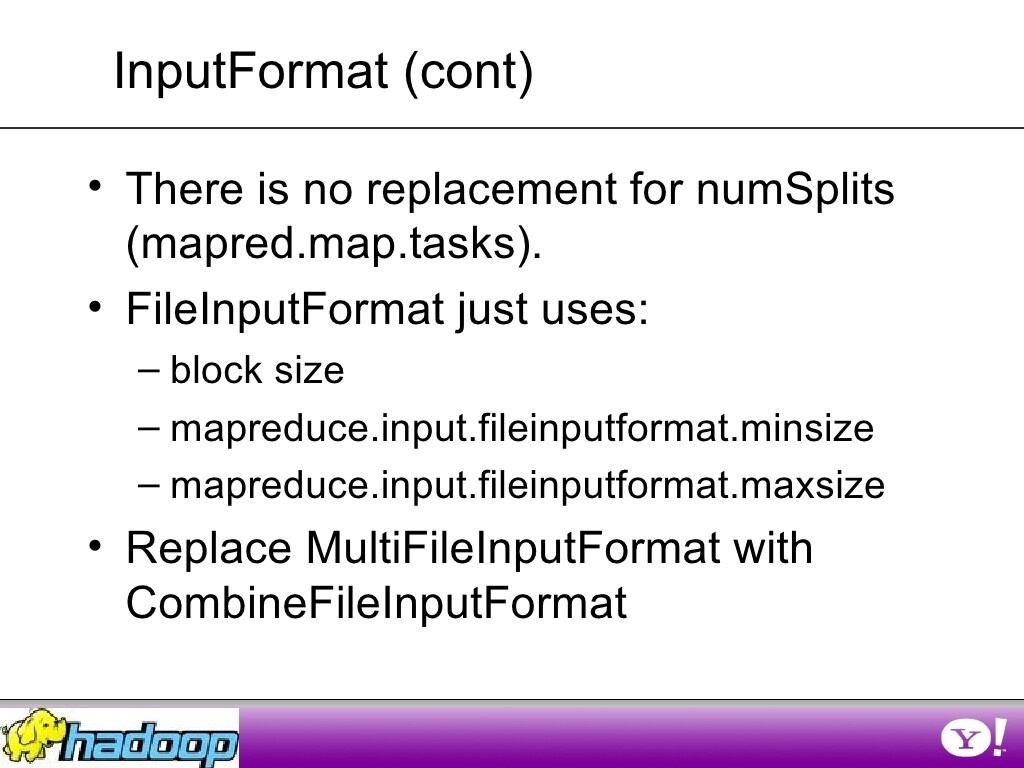 InputFormat (cont)
• There is no replacement for numSplits
(mapred.map.tasks).
• FileInputFormat just uses:
– block size
– mapreduce.input.fileinputformat.minsize
– mapreduce.input.fileinputformat.maxsize
• Replace MultiFileInputFormat with
CombineFileInputFormat
hadoop
Y!